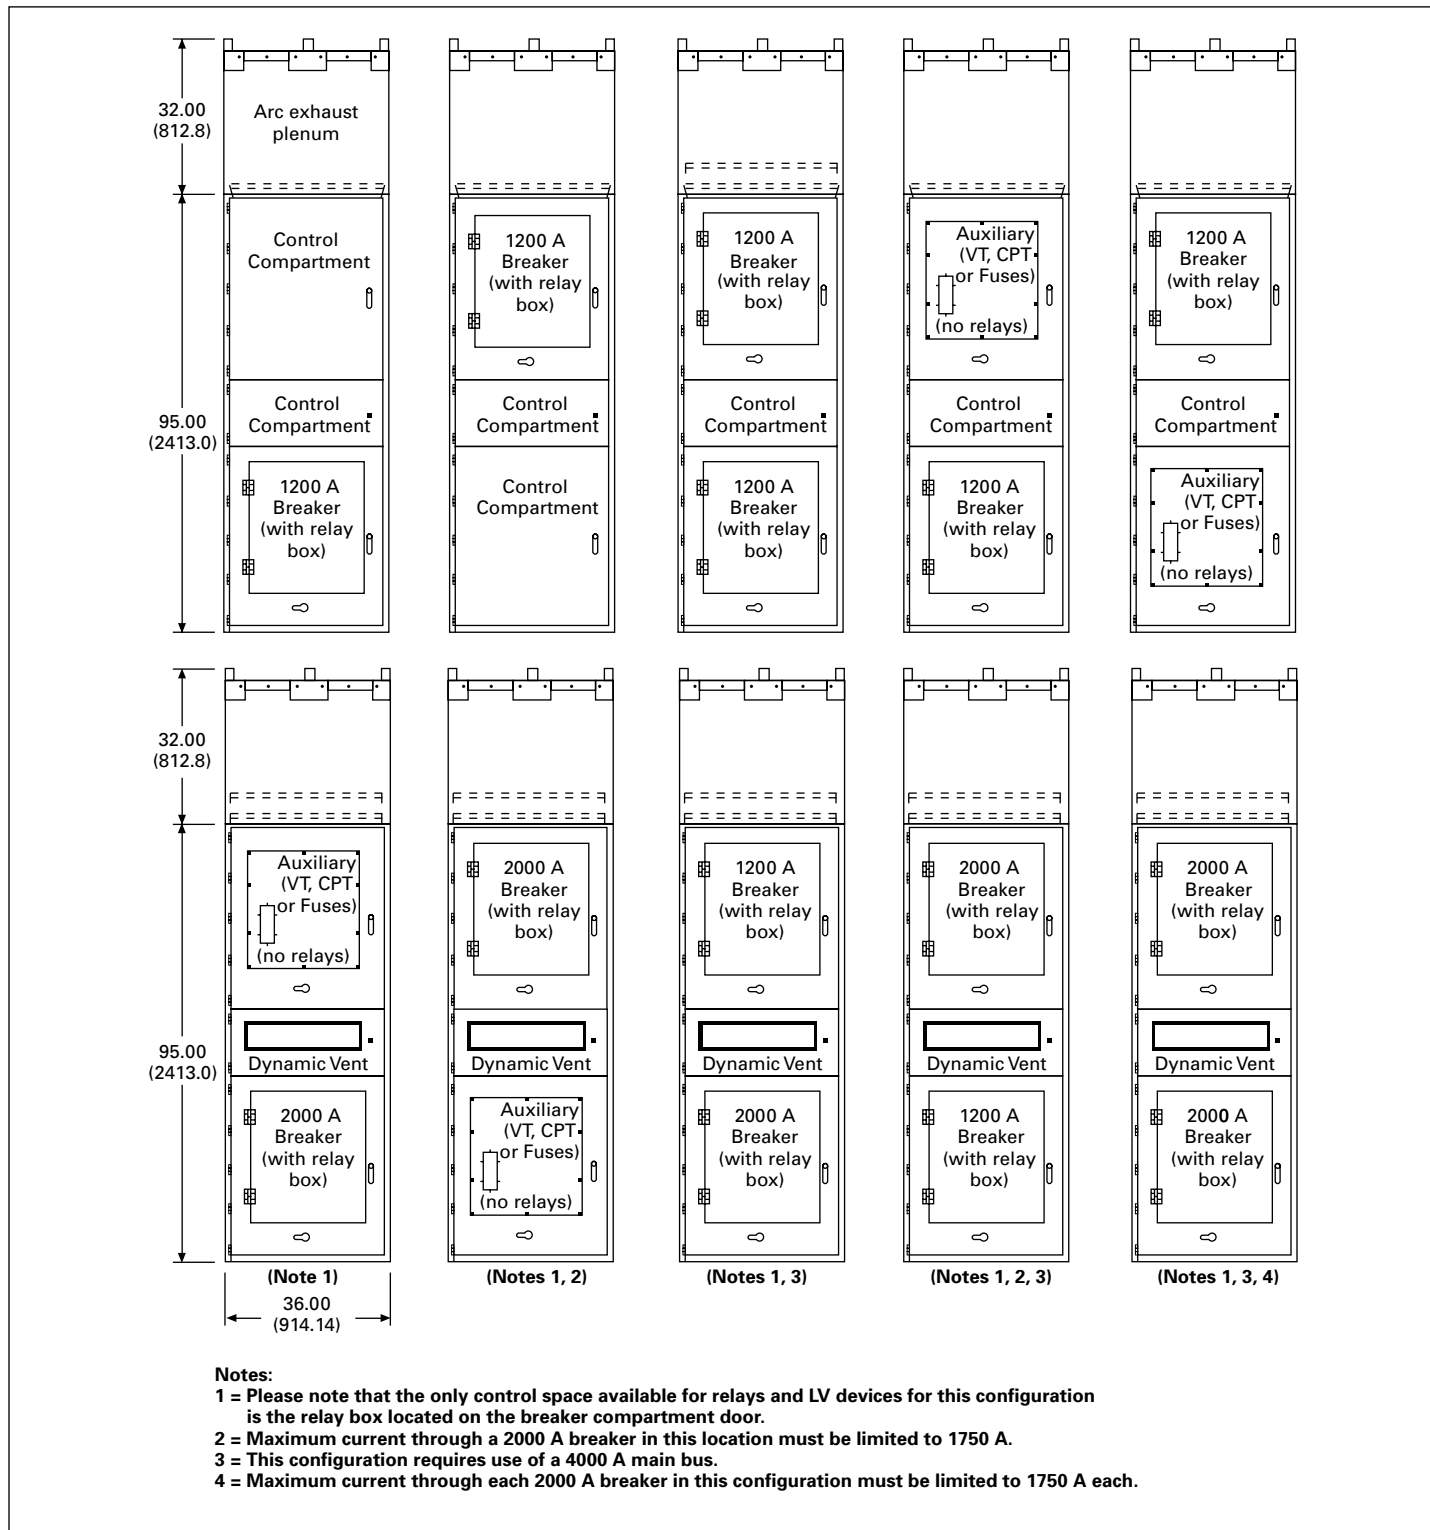 32.00
(812.8)
Arc exhaust
plenum
95.00
(2413.0)
Control
Compartment
Control
Compartment
1200 A
Breaker
(with relay
box)
1200 A
Breaker
(with relay
box)
Control
Compartment
Control
Compartment
1200 A
Breaker
(with relay
box)
Control
Compartment
1200 A
Breaker
(with relay
box)
Auxiliary
(VT, CPT
or Fuses)
(no relays)
Control
Compartment
1200 A
Breaker
(with relay
box)
1200 A
Breaker
(with relay
box)
Control
Compartment
Auxiliary
(VT, CPT
or Fuses)
(no relays)
32.00
(812.8)
95.00
(2413.0)
Auxiliary
(VT, CPT
or Fuses)
(no relays)
Dynamic Vent
2000 A
Breaker
(with relay
box)
(Note 1)
36.00
(914.14)
2000 A
Breaker
(with relay
box)
Dynamic Vent
Auxiliary
(VT, CPT
or Fuses)
(no relays)
(Notes 1, 2)
1200 A
Breaker
(with relay
box)
Dynamic Vent
2000 A
Breaker
(with relay
box)
(Notes 1, 3)
2000 A
Breaker
(with relay
box)
Dynamic Vent
1200 A
Breaker
(with relay
box)
(Notes 1, 2, 3)
2000 A
Breaker
(with relay
box)
Dynamic Vent
2000 A
Breaker
(with relay
box)
(Notes 1, 3, 4)
Notes:
1 = Please note that the only control space available for relays and LV devices for this configuration
is the relay box located on the breaker compartment door.
2 = Maximum current through a 2000 A breaker in this location must be limited to 1750 A.
3 = This configuration requires use of a 4000 A main bus.
4 = Maximum current through each 2000 A breaker in this configuration must be limited to 1750 A each.